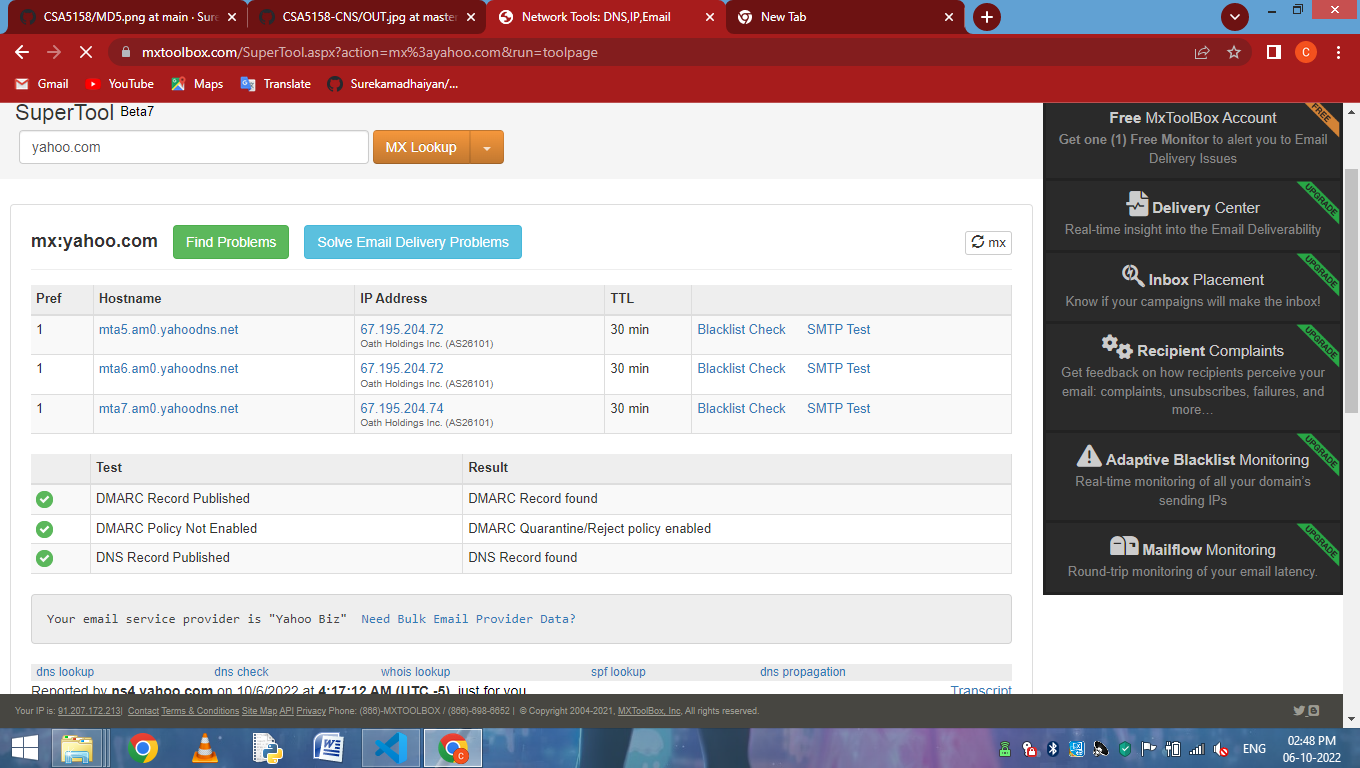 CSA5158/MD5.png at main · Sure
CSA5158-CNS/OUT.jpg at master
Network Tools: DNS,IP,Email
New Tab
mxtoolbox.com/SuperTool.aspx?action=mx%3ayahoo.com&run=toolpage
C
Gmail
YouTube
Maps
Translate
Surekamadhaiyan/...
SuperTool Beta7
yahoo.com
MX Lookup
mx:yahoo.com
Find Problems
Solve Email Delivery Problems
mx
Pref Hostname IP Address TTL
1 mta5.am0.yahoodns.net 67.195.204.72 30 min Blacklist Check SMTP Test
Oath Holdings Inc. (AS26101)
1 mta6.am0.yahoodns.net 67.195.204.72 30 min Blacklist Check SMTP Test
Oath Holdings Inc. (AS26101)
1 mta7.am0.yahoodns.net 67.195.204.74 30 min Blacklist Check SMTP Test
Oath Holdings Inc. (AS26101)
Test Result
DMARC Record Published DMARC Record found
DMARC Policy Not Enabled DMARC Quarantine/Reject policy enabled
DNS Record Published DNS Record found
Your email service provider is "Yahoo Biz" Need Bulk Email Provider Data?
dns lookup dns check whois lookup spf lookup dns propagation
Reported by ns4.yahoo.com on 10/6/2022 at 4:17:12 AM (UTC -5), just for you.
Transcript
FREE
Free MxToolBox Account
Get one (1) Free Monitor to alert you to Email
Delivery Issues
UPGRADE
Delivery Center
Real-time insight into the Email Deliverability
UPGRADE
Inbox Placement
Know if your campaigns will make the inbox!
UPGRADE
Recipient Complaints
Get feedback on how recipients perceive your
email: complaints, unsubscribes, failures, and
more…
UPGRADE
Adaptive Blacklist Monitoring
Real-time monitoring of all your domain's
sending IPs
UPGRADE
Mailflow Monitoring
Round-trip monitoring of your email latency.
Your IP is: 91.207.172.213| Contact Terms & Conditions Site Map API Privacy Phone: (866)-MXTOOLBOX / (866)-698-6652 | © Copyright 2004-2021, MXToolBox, Inc, All rights reserved.
ENG
02:48 PM
06-10-2022